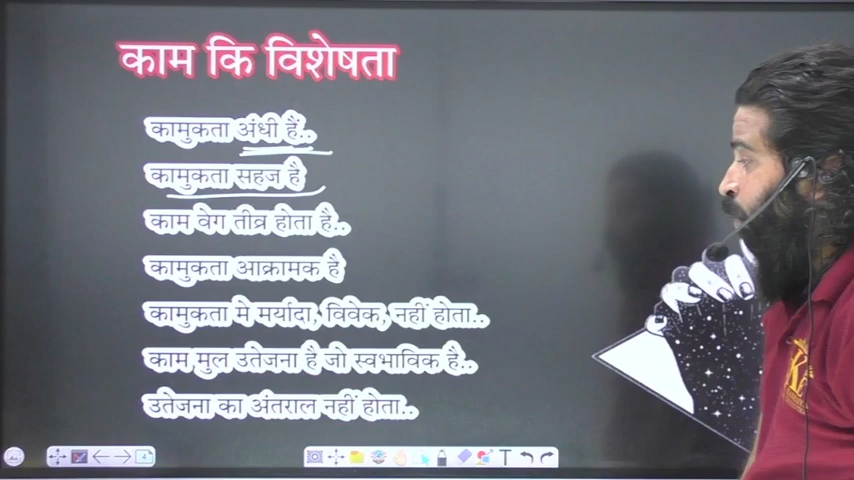 काम कि विशेषता
कामुकता अंधी हैं..
कामुकता सहज है
काम वेग तीव्र होता है..
कामुकता आक्रामक है
कामुकता मे मर्यादा, विवेक, नहीं होता..
काम मुल उतेजना है जो स्वभाविक है..
उतेजना का अंतराल नहीं होता..